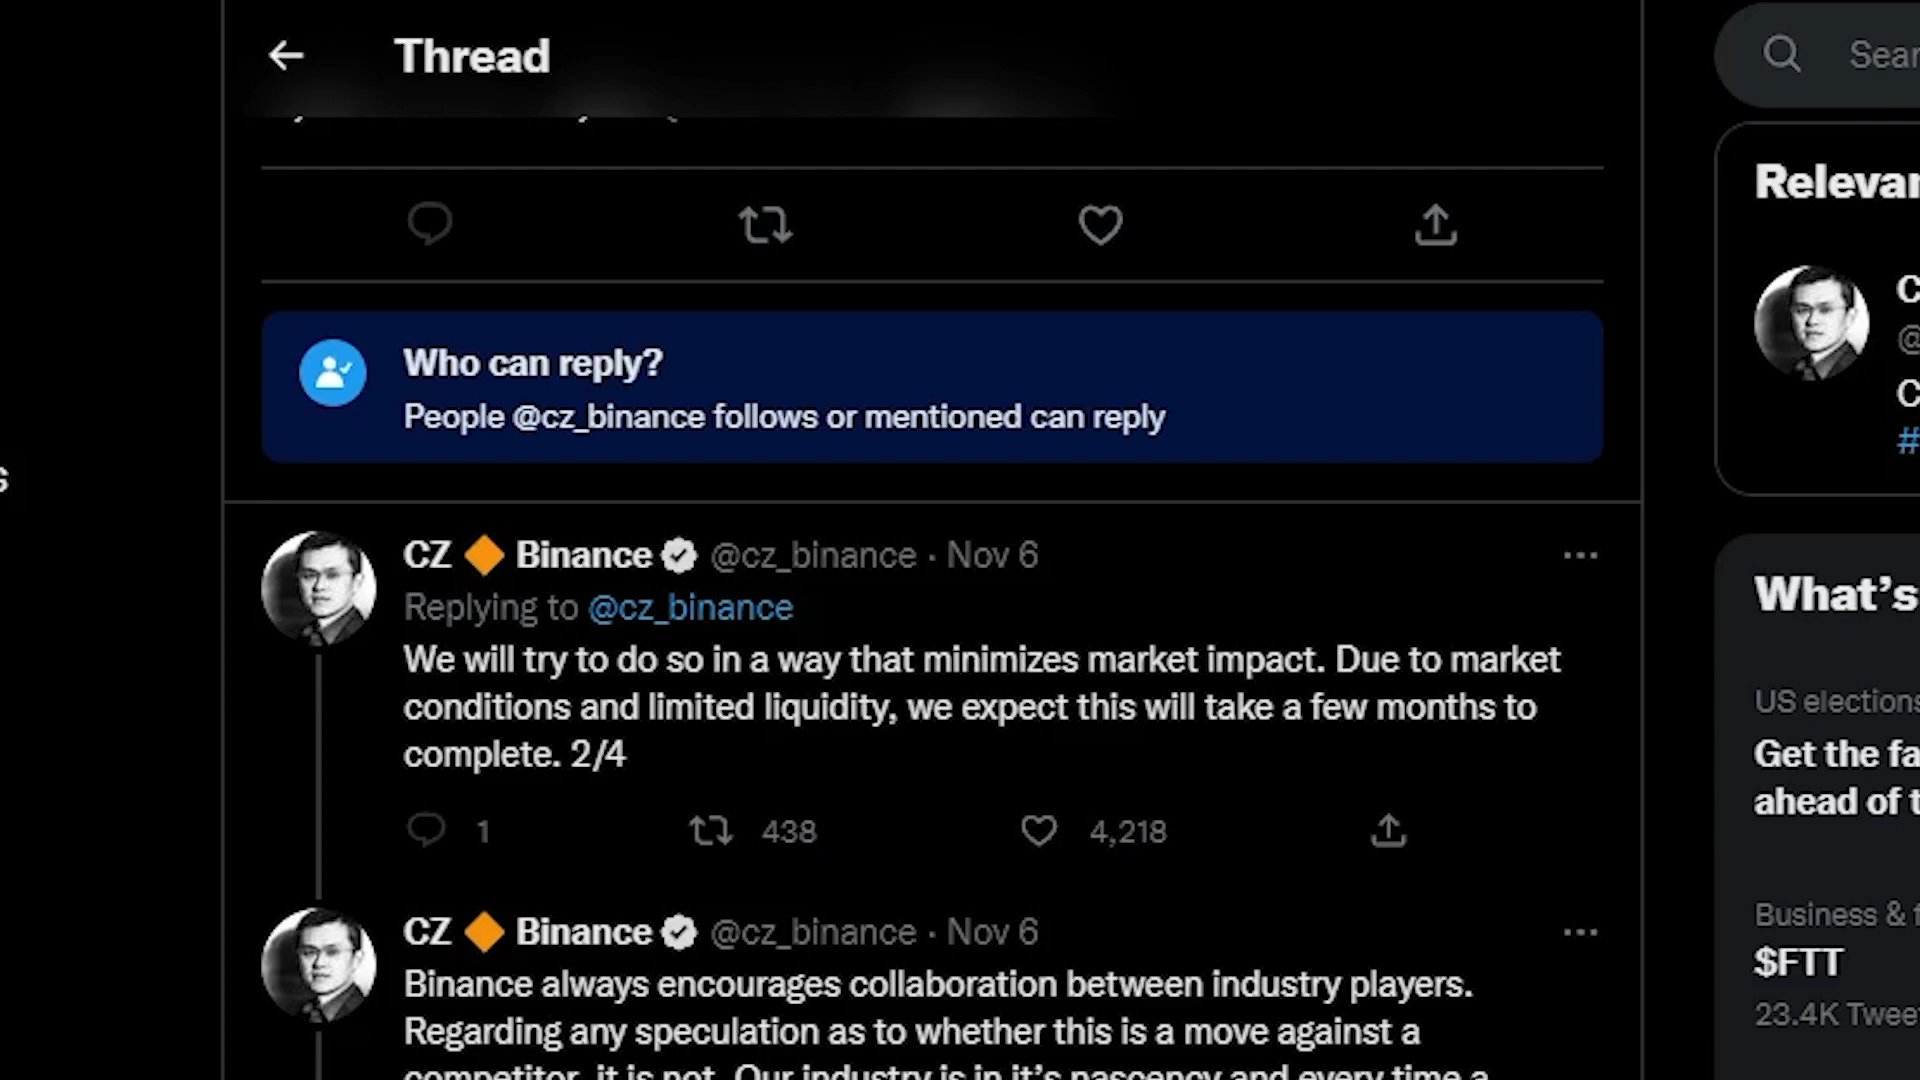 Thread
Sear
Relevan
Who can reply?
People @cz_binance follows or mentioned can reply
C
@
C
#
s
CZ 🔶 Binance @cz_binance · Nov 6
Replying to @cz_binance
We will try to do so in a way that minimizes market impact. Due to market
conditions and limited liquidity, we expect this will take a few months to
complete. 2/4
1 438 4,218
CZ 🔶 Binance @cz_binance · Nov 6
Binance always encourages collaboration between industry players.
Regarding any speculation as to whether this is a move against a
competitor, it is not. Our industry is in it's nascency and every time a
What's
US elections
Get the fa
ahead of t
Business & f
$FTT
23.4K Twee